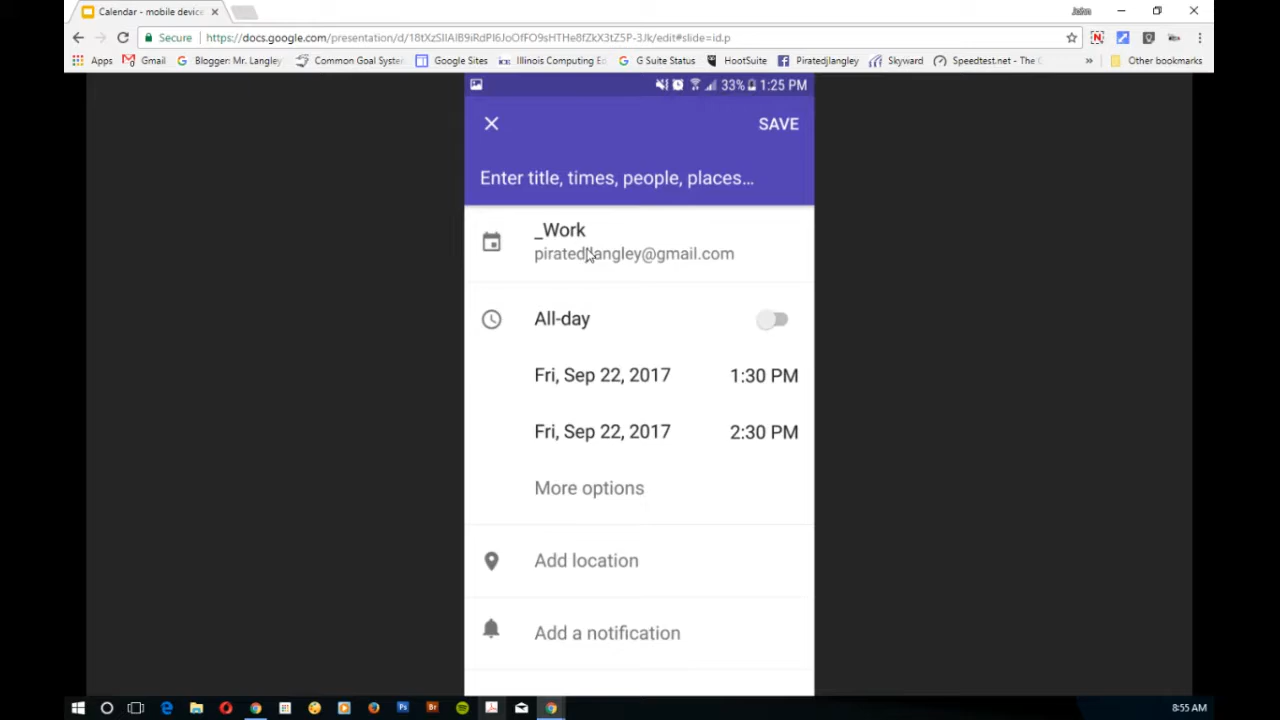 Calendar - mobile device
John
Secure
https://docs.google.com/presentation/d/18tXzSIlAlB9iRdPI6JoOfFO9sHTHe8fZkX3tZ5P-3Jk/edit#slide=id.p
Apps
Gmail
Blogger: Mr. Langley
Common Goal System
Google Sites
Illinois Computing Ed
G Suite Status
HootSuite
Piratedjlangley
Skyward
Speedtest.net - The G
»
Other bookmarks
33% 1:25 PM
SAVE
Enter title, times, people, places...
_Work
piratedjlangley@gmail.com
All-day
Fri, Sep 22, 2017 1:30 PM
Fri, Sep 22, 2017 2:30 PM
More options
Add location
Add a notification
8:55 AM